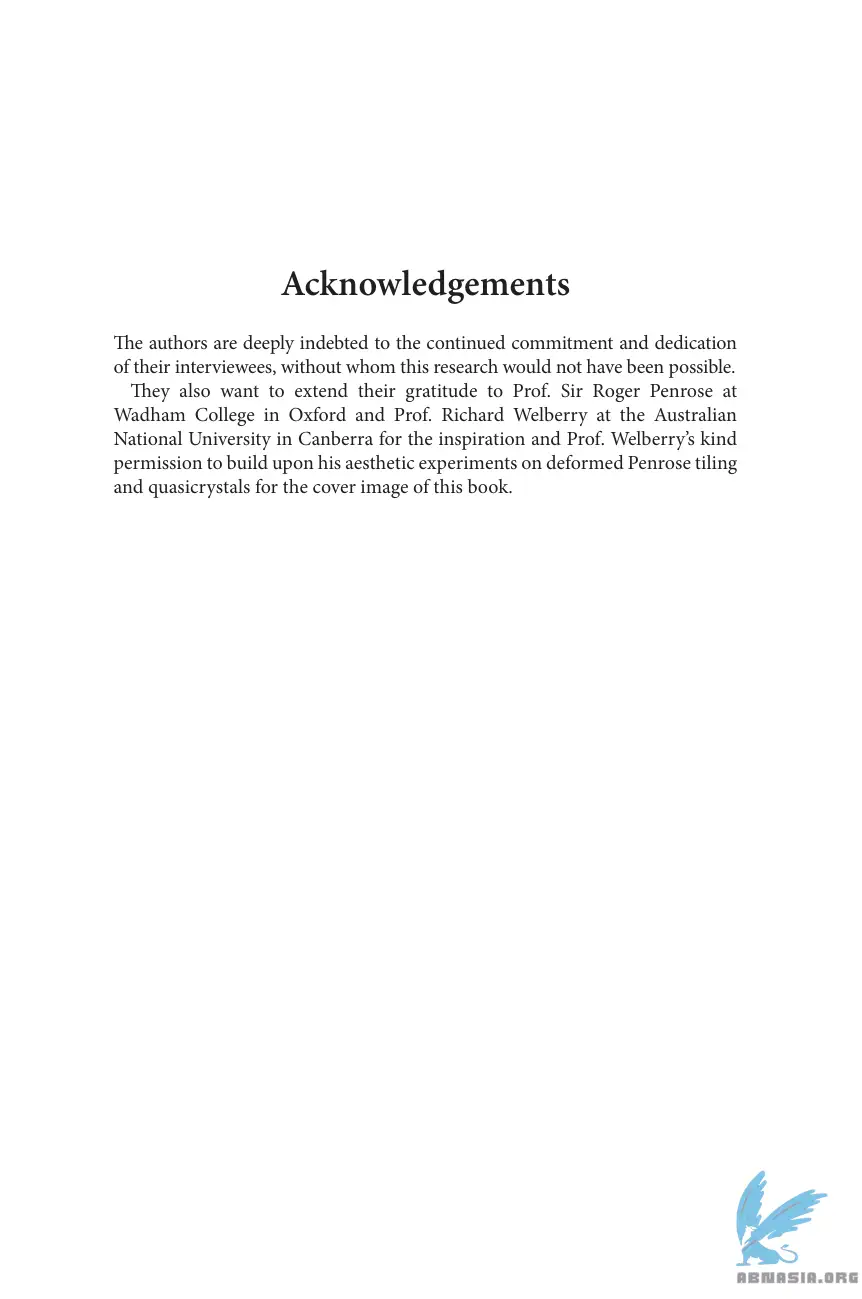 Acknowledgements
The authors are deeply indebted to the continued commitment and dedication
of their interviewees, without whom this research would not have been possible.
They also want to extend their gratitude to Prof. Sir Roger Penrose at
Wadham College in Oxford and Prof. Richard Welberry at the Australian
National University in Canberra for the inspiration and Prof. Welberry’s kind
permission to build upon his aesthetic experiments on deformed Penrose tiling
and quasicrystals for the cover image of this book.
ABNASIA.ORG